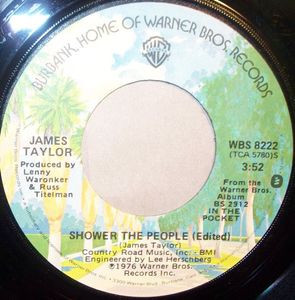 BURBANK, HOME OF WARNER BROS. RECORDS
JAMES
TAYLOR
Produced by
Lenny
Waronker
& Russ
Titelman
WBS 8222
(TCA 5780)S
3:52
From the
Warner Bros.
Album
BS 2912
IN THE
POCKET
S
SHOWER THE PEOPLE (Edited)
(James Taylor)
Country Road Music, Inc. - BMI
Engineered by Lee Herschberg
℗1976 Warner Bros.
Records Inc.